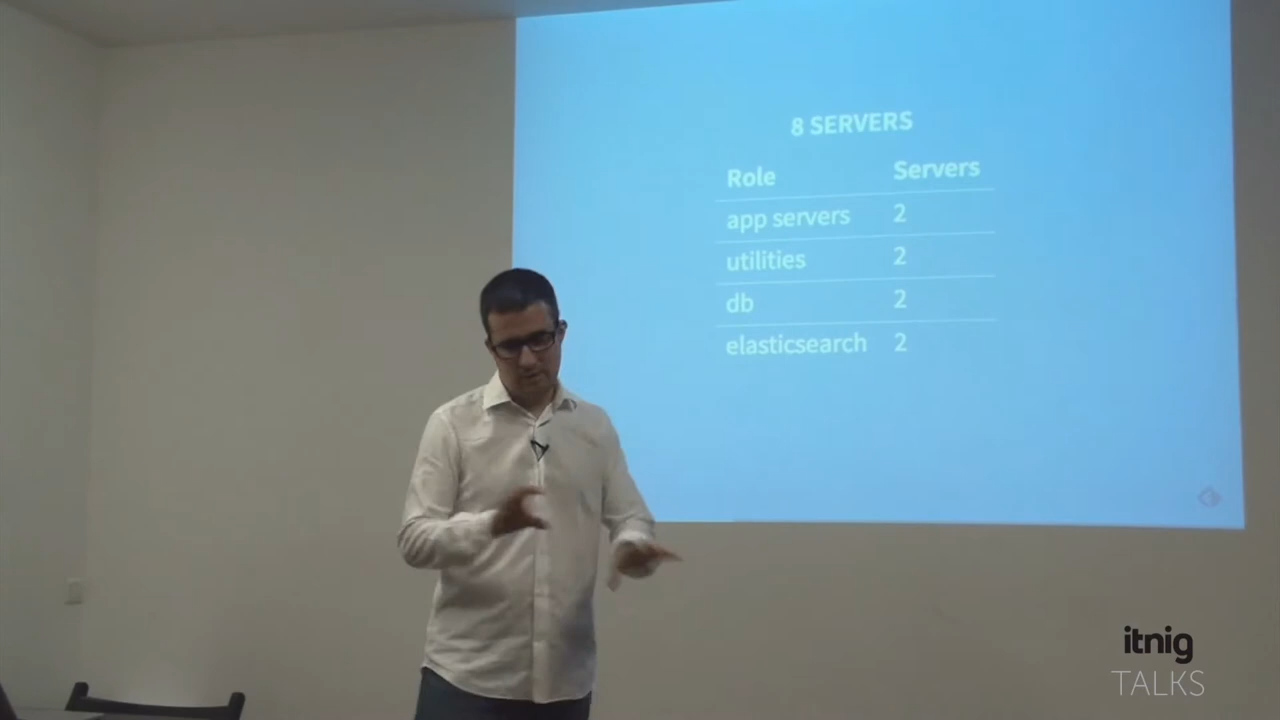 8 SERVERS
Role Servers
app servers 2
utilities 2
db 2
elasticsearch 2
itnig
TALKS